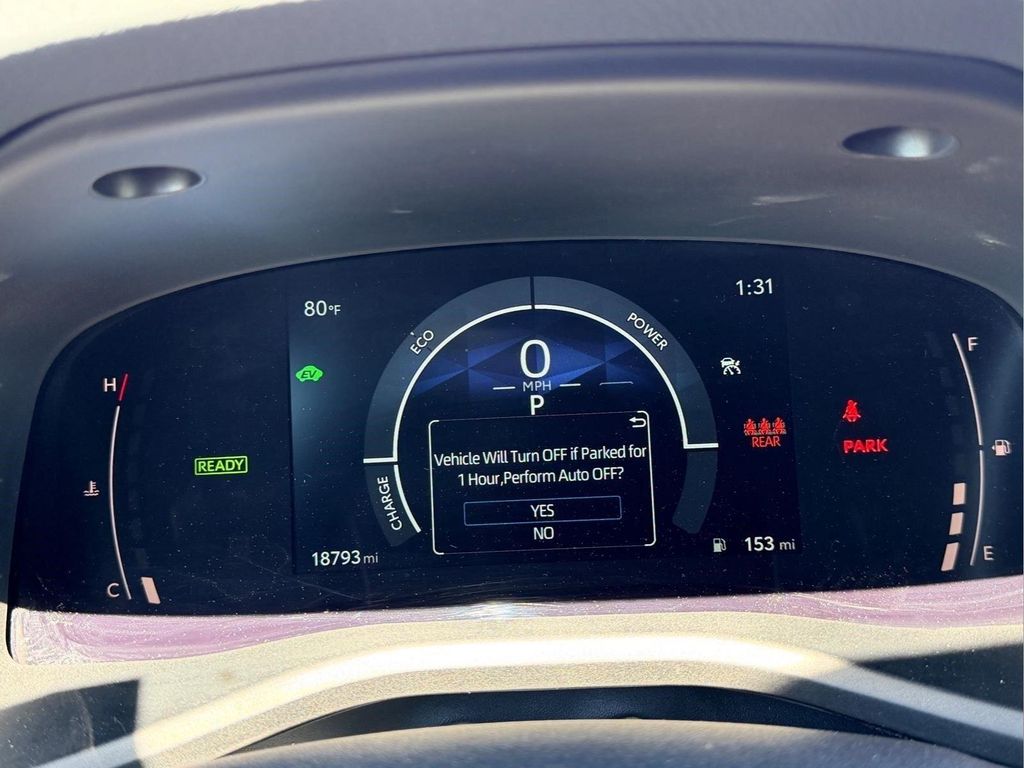 80°F
1:31
ECO
POWER
H
F
0
MPH
EV
P
REAR
PARK
Vehicle Will Turn OFF if Parked for
1 Hour,Perform Auto OFF?
READY
CHARGE
YES
NO
18793 mi
153 mi
E
C